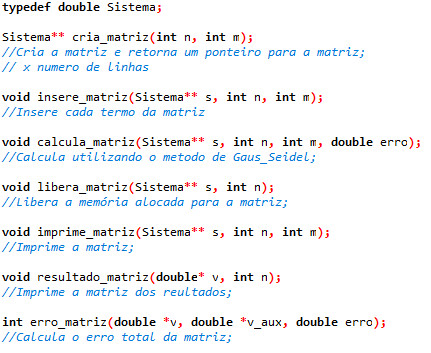 typedef double Sistema;
Sistema** cria_matriz(int n, int m);
//Cria a matriz e retorna um ponteiro para a matriz;
// x numero de linhas
void insere_matriz(Sistema** s, int n, int m);
//Insere cada termo da matriz
void calcula_matriz(Sistema** s, int n, int m, double erro);
//Calcula utilizando o metodo de Gaus_Seidel;
void libera_matriz(Sistema** s, int n);
//Libera a memória alocada para a matriz;
void imprime_matriz(Sistema** s, int n, int m);
//Imprime a matriz;
void resultado_matriz(double* v, int n);
//Imprime a matriz dos reultados;
int erro_matriz(double *v, double *v_aux, double erro);
//Calcula o erro total da matriz;